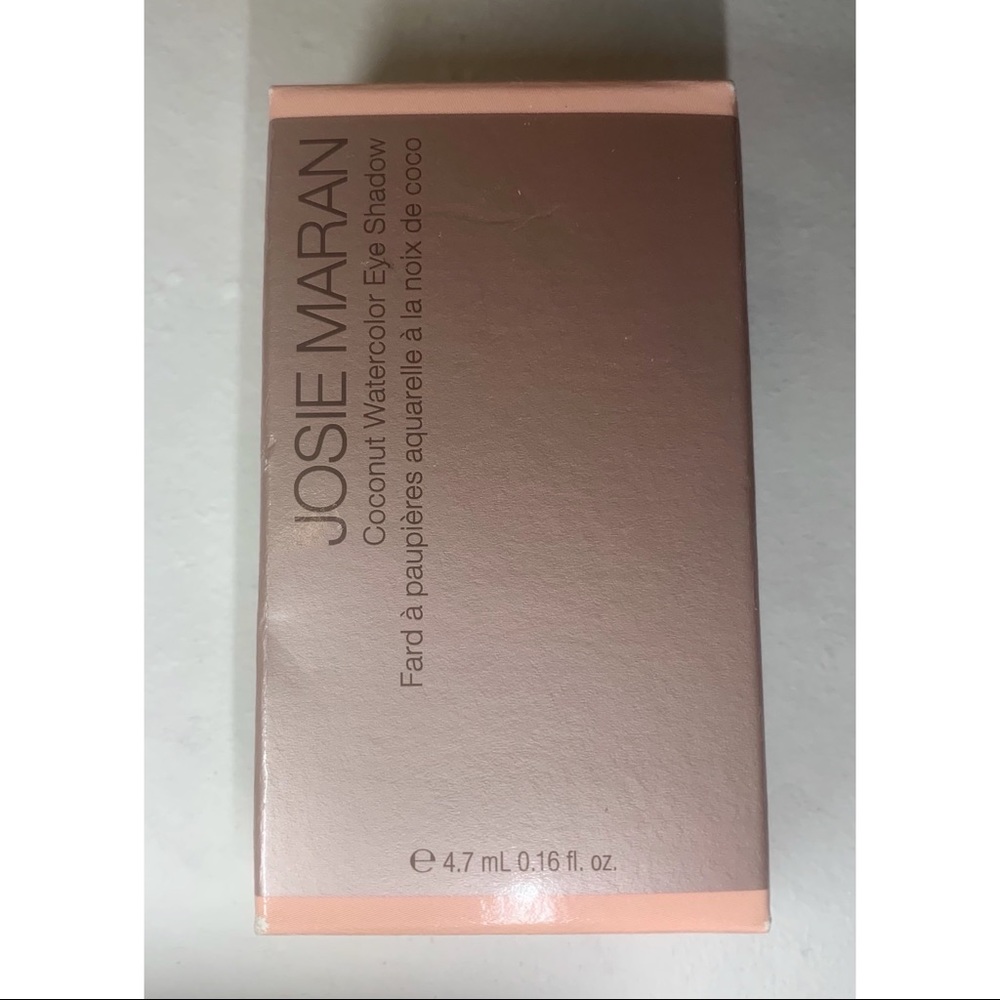 JOSIE MARAN
Coconut Watercolor Eye Shadow
Fard à paupières aquarelle à la noix de coco
℮ 4.7 mL 0.16 fl. oz.